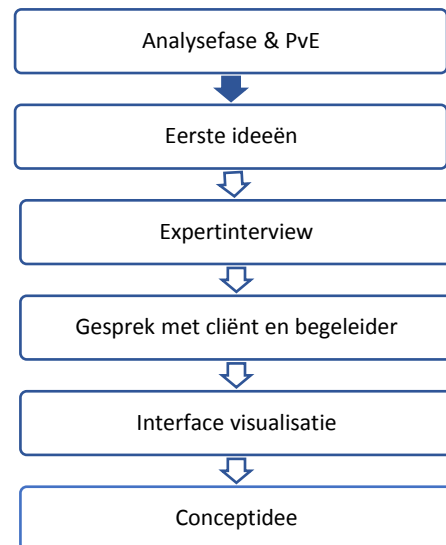 Analysefase & PvE
Eerste ideeën
Expertinterview
Gesprek met cliënt en begeleider
Interface visualisatie
Conceptidee